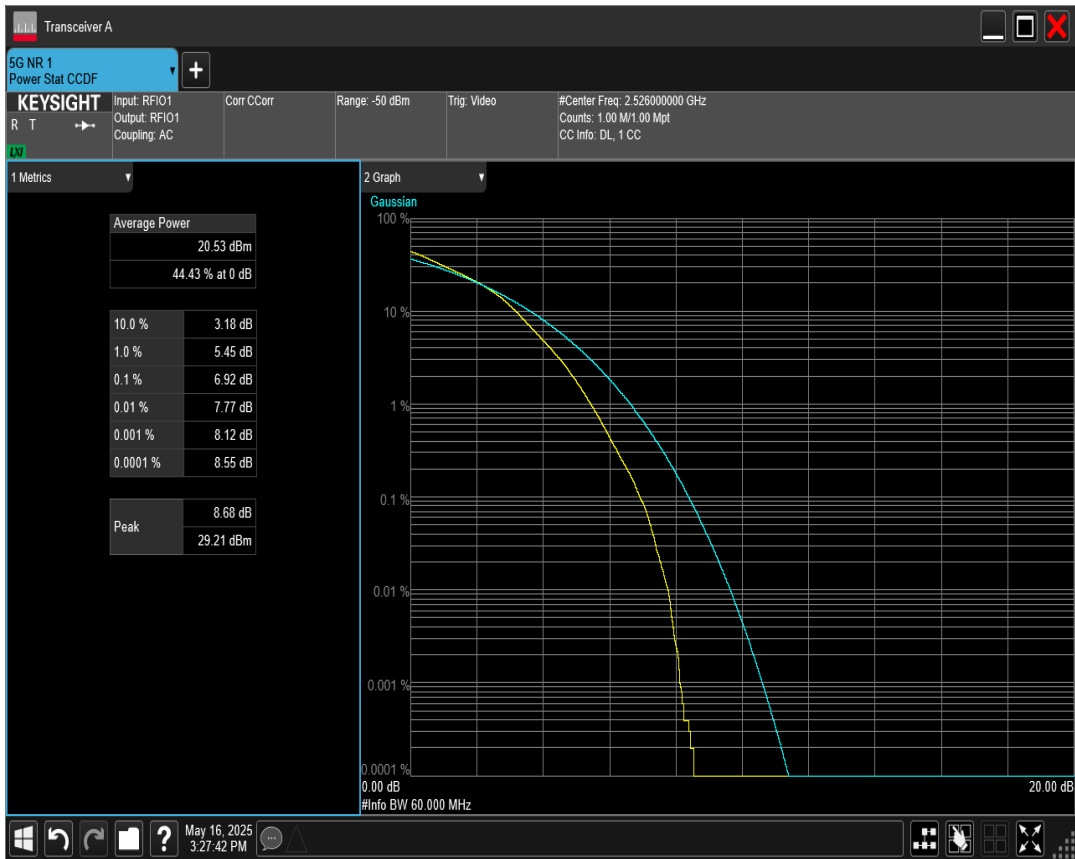 Transceiver A
5G NR 1
Power Stat CCDF
+
KEYSIGHT
R T
LXI
Input: RFIO1
Output: RFIO1
Coupling: AC
Corr CCorr
Range: -50 dBm
Trig: Video
#Center Freq: 2.526000000 GHz
Counts: 1.00 M/1.00 Mpt
CC Info: DL, 1 CC
1 Metrics
Average Power
20.53 dBm
44.43 % at 0 dB
10.0 % 3.18 dB
1.0 % 5.45 dB
0.1 % 6.92 dB
0.01 % 7.77 dB
0.001 % 8.12 dB
0.0001 % 8.55 dB
Peak
8.68 dB
29.21 dBm
2 Graph
Gaussian
100 %
10 %
1 %
0.1 %
0.01 %
0.001 %
0.0001 %
0.00 dB 20.00 dB
#Info BW 60.000 MHz
?
May 16, 2025
3:27:42 PM